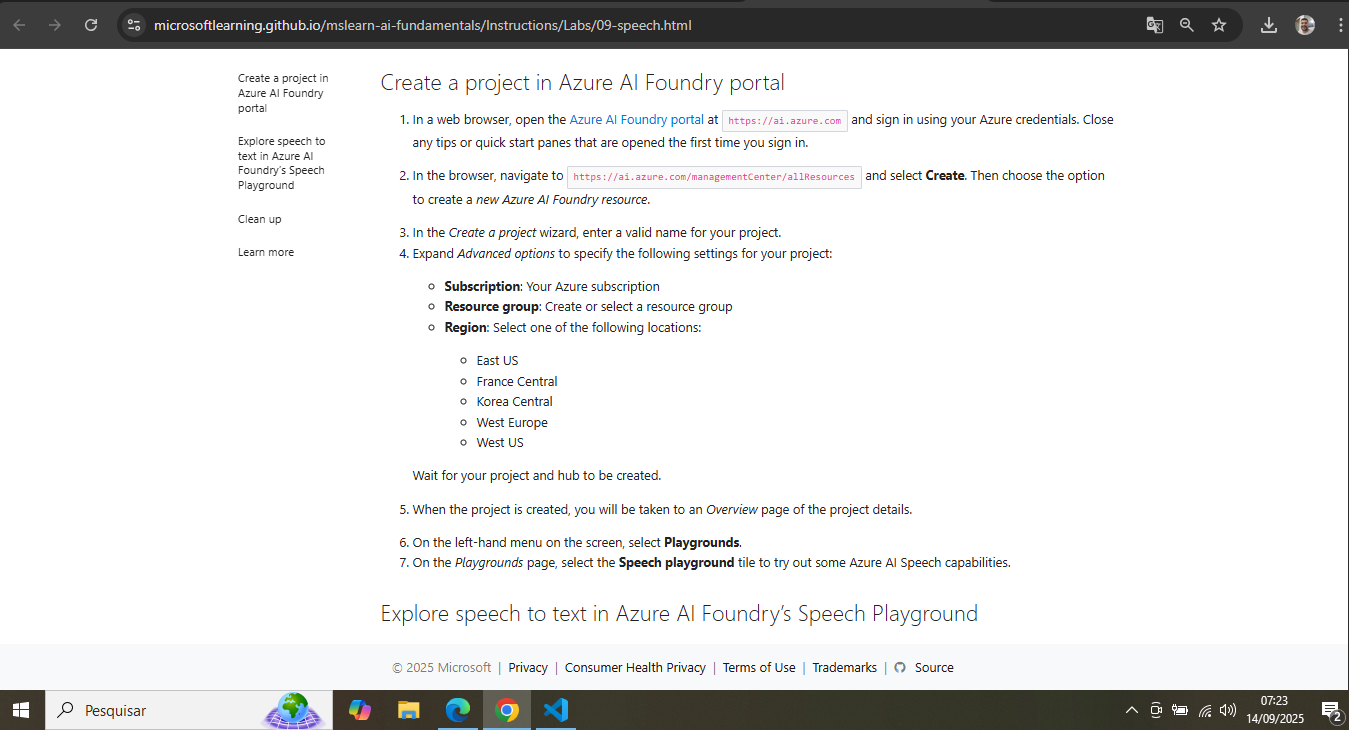 microsoftlearning.github.io/mslearn-ai-fundamentals/Instructions/Labs/09-speech.html
Create a project in
Azure AI Foundry
portal
Explore speech to
text in Azure AI
Foundry's Speech
Playground
Clean up
Learn more
Create a project in Azure AI Foundry portal
1. In a web browser, open the Azure AI Foundry portal at https://ai.azure.com and sign in using your Azure credentials. Close
any tips or quick start panes that are opened the first time you sign in.
2. In the browser, navigate to https://ai.azure.com/managementCenter/allResources and select Create. Then choose the option
to create a new Azure AI Foundry resource.
3. In the Create a project wizard, enter a valid name for your project.
4. Expand Advanced options to specify the following settings for your project:
Subscription: Your Azure subscription
Resource group: Create or select a resource group
Region: Select one of the following locations:
East US
France Central
Korea Central
West Europe
West US
Wait for your project and hub to be created.
5. When the project is created, you will be taken to an Overview page of the project details.
6. On the left-hand menu on the screen, select Playgrounds.
7. On the Playgrounds page, select the Speech playground tile to try out some Azure AI Speech capabilities.
Explore speech to text in Azure AI Foundry's Speech Playground
© 2025 Microsoft | Privacy | Consumer Health Privacy | Terms of Use | Trademarks | Source
Pesquisar
07:23
14/09/2025
2